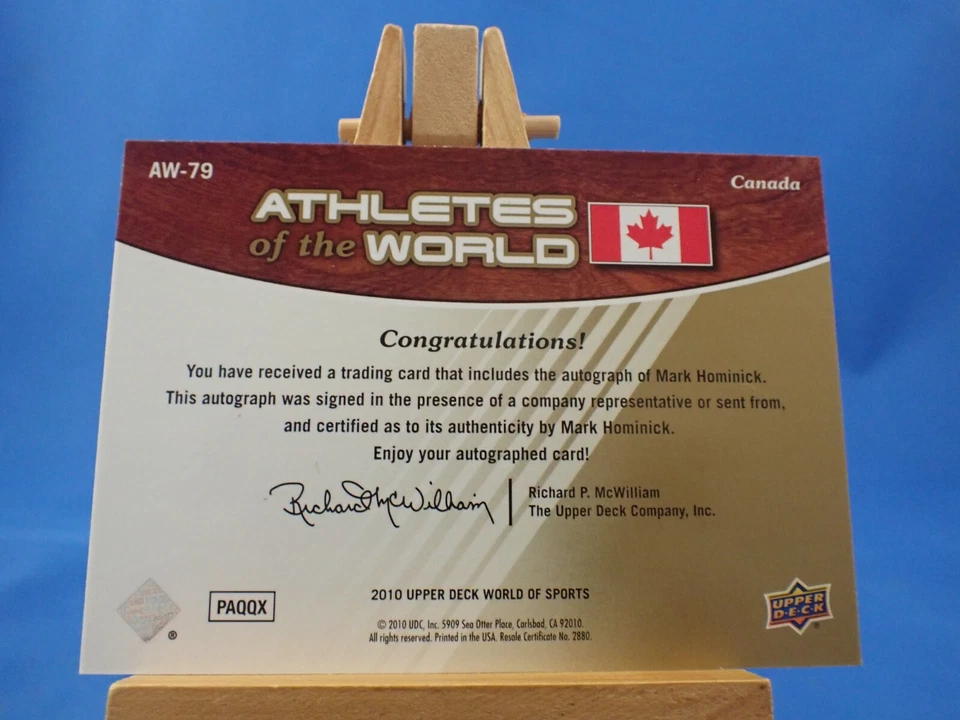 AW-79
Canada
ATHLETES
of the WORLD
Congratulations!
You have received a trading card that includes the autograph of Mark Hominick.
This autograph was signed in the presence of a company representative or sent from,
and certified as to its authenticity by Mark Hominick.
Enjoy your autographed card!
Richard McWilliam
Richard P. McWilliam
The Upper Deck Company, Inc.
PAQQX
®
2010 UPPER DECK WORLD OF SPORTS
© 2010 UDC, Inc. 5909 Sea Otter Place, Carlsbad, CA 92010.
All rights reserved. Printed in the USA. Resale Certificate No. 2880.
UPPER
D·E·C·K
®